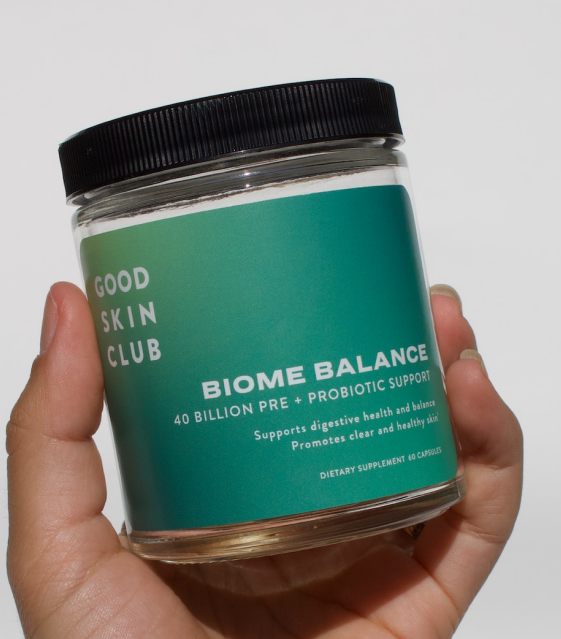 GOOD
SKIN
CLUB
BIOME BALANCE
40 BILLION PRE + PROBIOTIC SUPPORT
Supports digestive health and balance
Promotes clear and healthy skin*
DIETARY SUPPLEMENT 60 CAPSULES